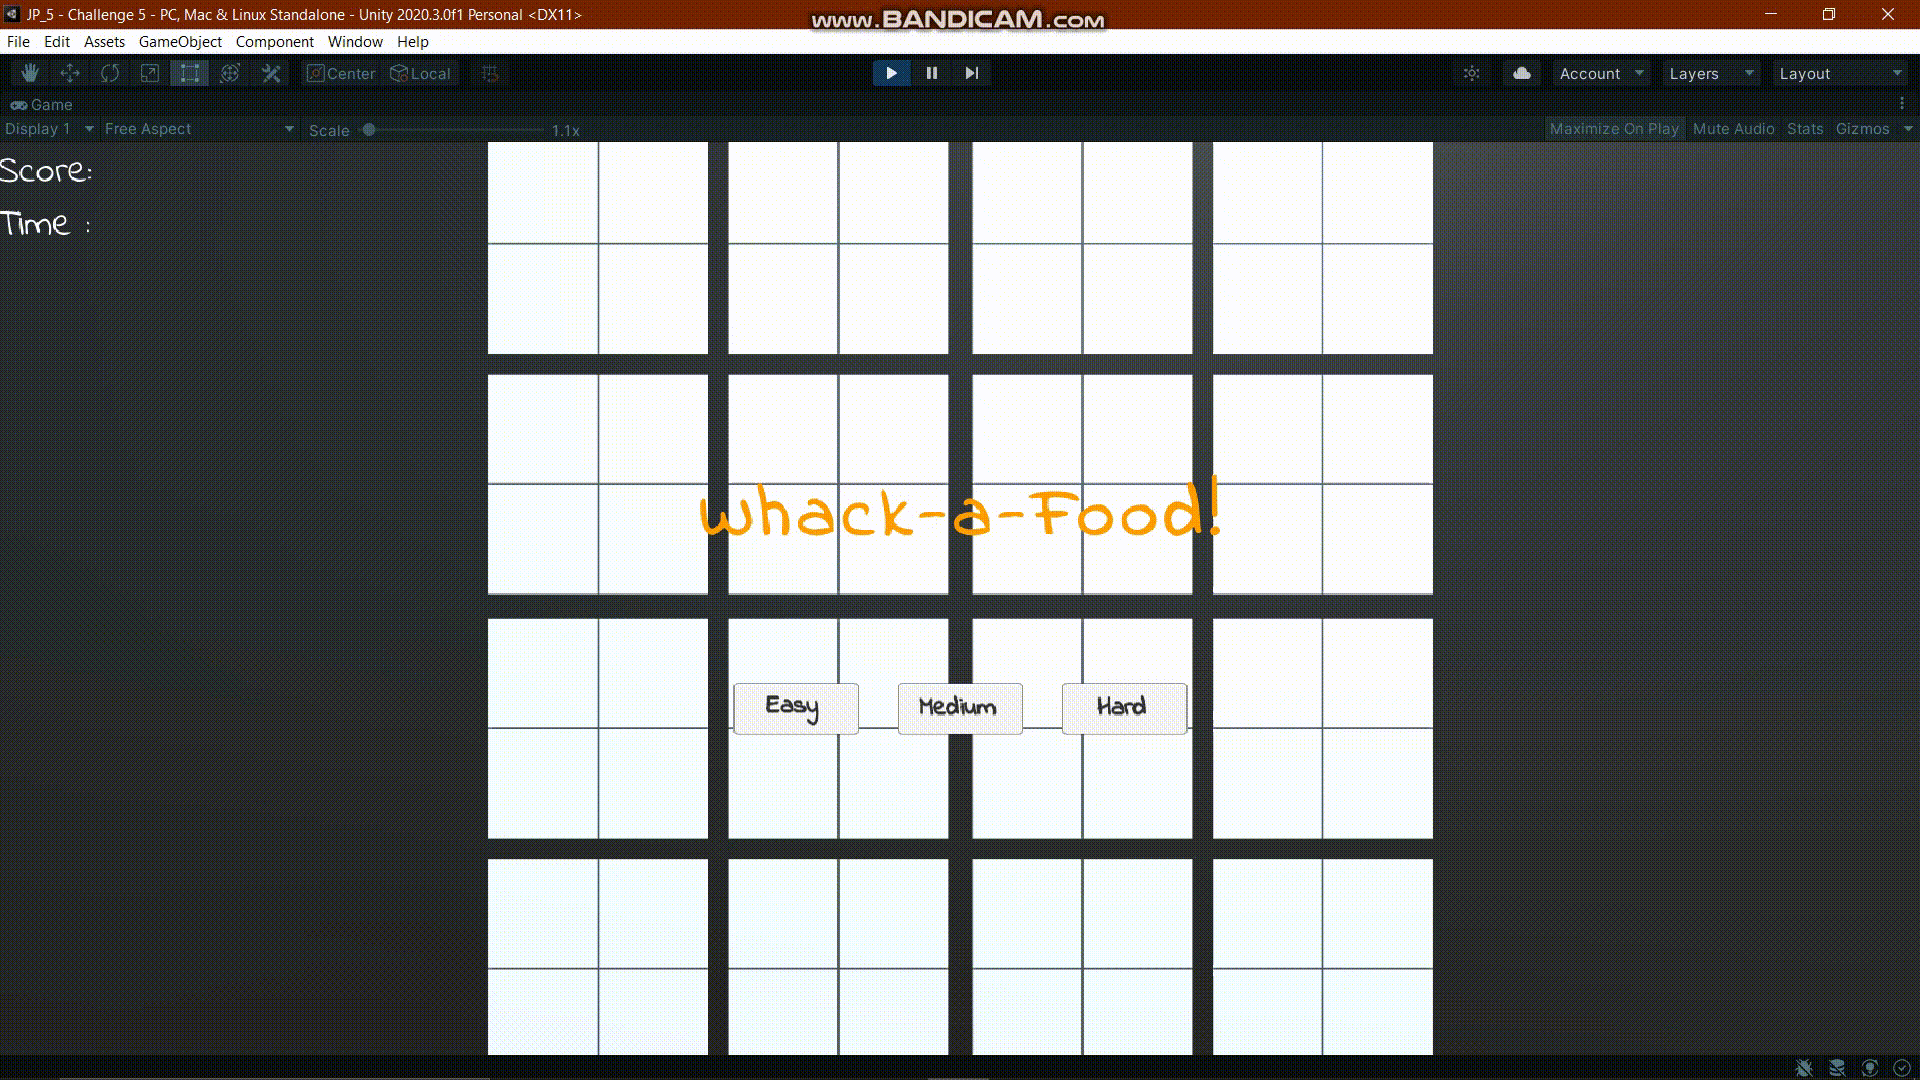 JP_5 - Challenge 5 - PC, Mac & Linux Standalone - Unity 2020.3.0f1 Personal <DX11>
www.BANDICAM.com
File Edit Assets GameObject Component Window Help
Center Local Account Layers Layout
Game
Display 1 Free Aspect Scale 1.1x Maximize On Play Mute Audio Stats Gizmos
Score:
Time :
Whack-a-Food!
Easy Medium Hard